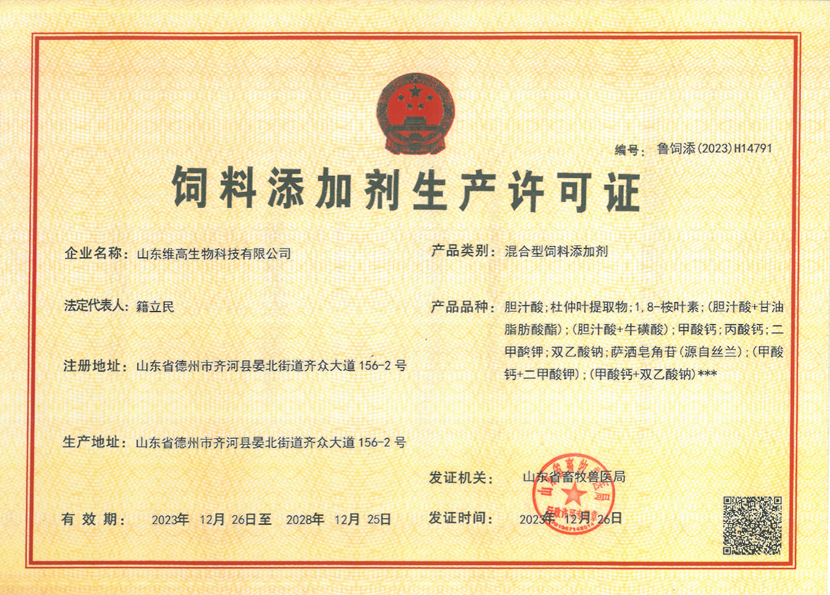 编号：鲁饲添(2023)H14791
饲料添加剂生产许可证
企业名称：山东维高生物科技有限公司
法定代表人：籍立民
注册地址：山东省德州市齐河县晏北街道齐众大道156-2号
生产地址：山东省德州市齐河县晏北街道齐众大道156-2号
有效期：2023年 12月 26日至 2028年 12月 25日
产品类别：混合型饲料添加剂
产品品种：胆汁酸;杜仲叶提取物;1,8-桉叶素;(胆汁酸+甘油
脂肪酸酯);(胆汁酸+牛磺酸);甲酸钙;丙酸钙;二
甲酸钾;双乙酸钠;萨洒皂角苷(源自丝兰);(甲酸
钙+二甲酸钾);(甲酸钙+双乙酸钠)***
发证机关：山东省畜牧兽医局
发证时间：2023年 12月 26日